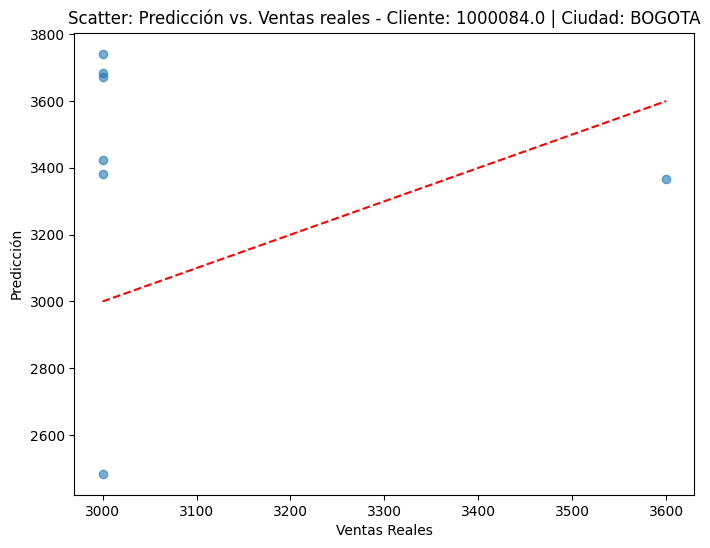 Scatter: Predicción vs. Ventas reales - Cliente: 1000084.0 | Ciudad: BOGOTA
3800
3600
3400
3200
3000
2800
2600
Predicción
3000 3100 3200 3300 3400 3500 3600
Ventas Reales